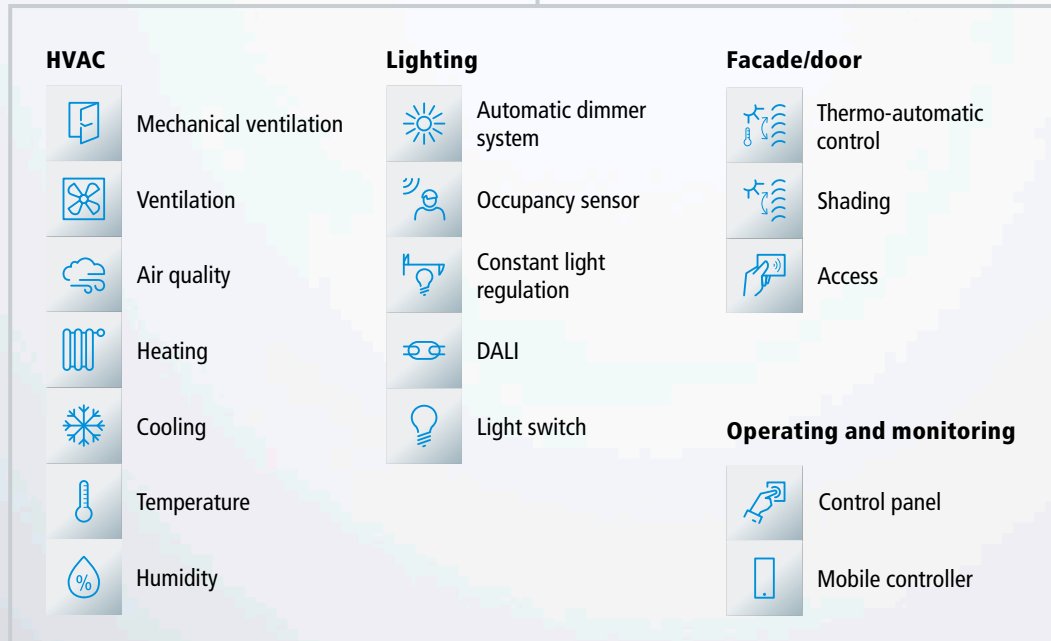 HVAC
Mechanical ventilation
Ventilation
Air quality
Heating
Cooling
Temperature
%
Humidity
Lighting
Automatic dimmer
system
Occupancy sensor
Constant light
regulation
DALI
Light switch
Facade/door
Thermo-automatic
control
Shading
Access
Operating and monitoring
Control panel
Mobile controller